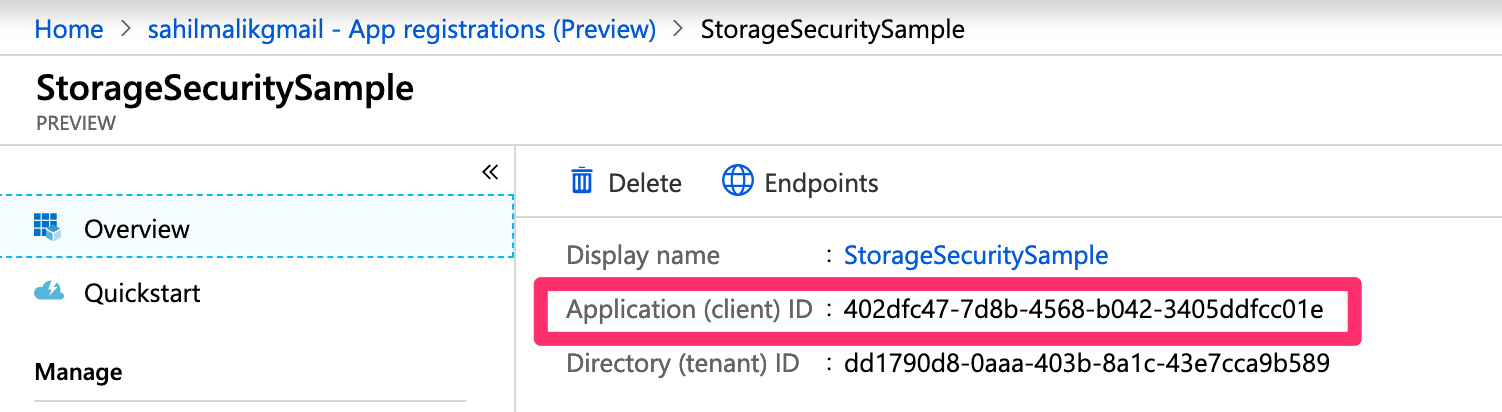 Home > sahilmalikgmail - App registrations (Preview) > StorageSecuritySample
StorageSecuritySample
PREVIEW
«
Delete
Endpoints
Overview
Quickstart
Manage
Display name : StorageSecuritySample
Application (client) ID : 402dfc47-7d8b-4568-b042-3405ddfcc01e
Directory (tenant) ID : dd1790d8-0aaa-403b-8a1c-43e7cca9b589